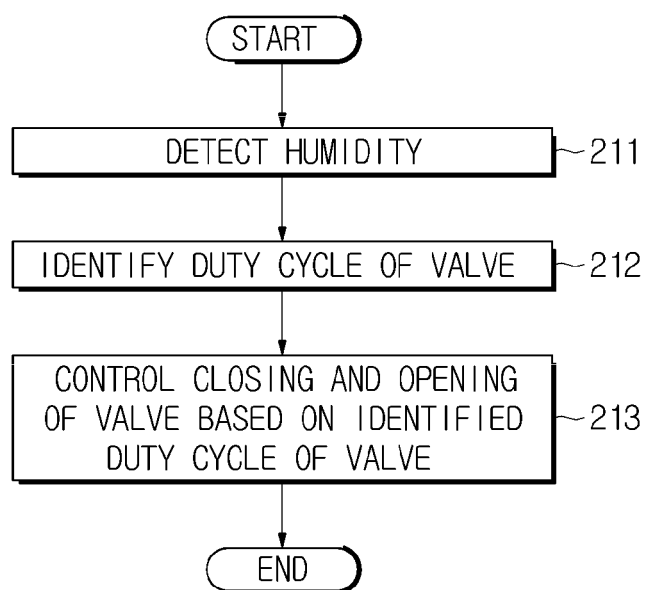 START
DETECT HUMIDITY
211
IDENTIFY DUTY CYCLE OF VALVE
212
CONTROL CLOSING AND OPENING
OF VALVE BASED ON IDENTIFIED
DUTY CYCLE OF VALVE
213
END